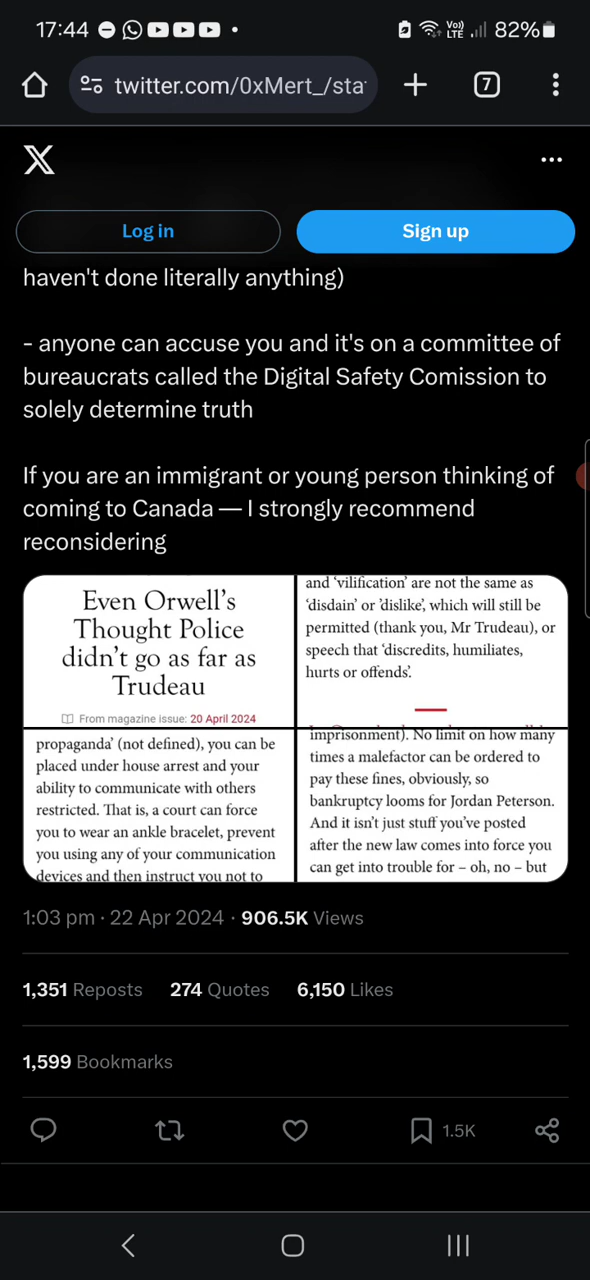 17:44
Vo))
LTE
82%
twitter.com/0xMert_/sta
7
X
Log in
Sign up
haven't done literally anything)
- anyone can accuse you and it's on a committee of
bureaucrats called the Digital Safety Comission to
solely determine truth
If you are an immigrant or young person thinking of
coming to Canada — I strongly recommend
reconsidering
Even Orwell's
Thought Police
didn't go as far as
Trudeau
From magazine issue: 20 April 2024
and 'vilification' are not the same as
'disdain' or 'dislike', which will still be
permitted (thank you, Mr Trudeau), or
speech that 'discredits, humiliates,
hurts or offends'.
propaganda' (not defined), you can be
placed under house arrest and your
ability to communicate with others
restricted. That is, a court can force
you to wear an ankle bracelet, prevent
you using any of your communication
devices and then instruct you not to
imprisonment). No limit on how many
times a malefactor can be ordered to
pay these fines, obviously, so
bankruptcy looms for Jordan Peterson.
And it isn't just stuff you've posted
after the new law comes into force you
can get into trouble for – oh, no – but
1:03 pm · 22 Apr 2024 · 906.5K Views
1,351 Reposts 274 Quotes 6,150 Likes
1,599 Bookmarks
1.5K